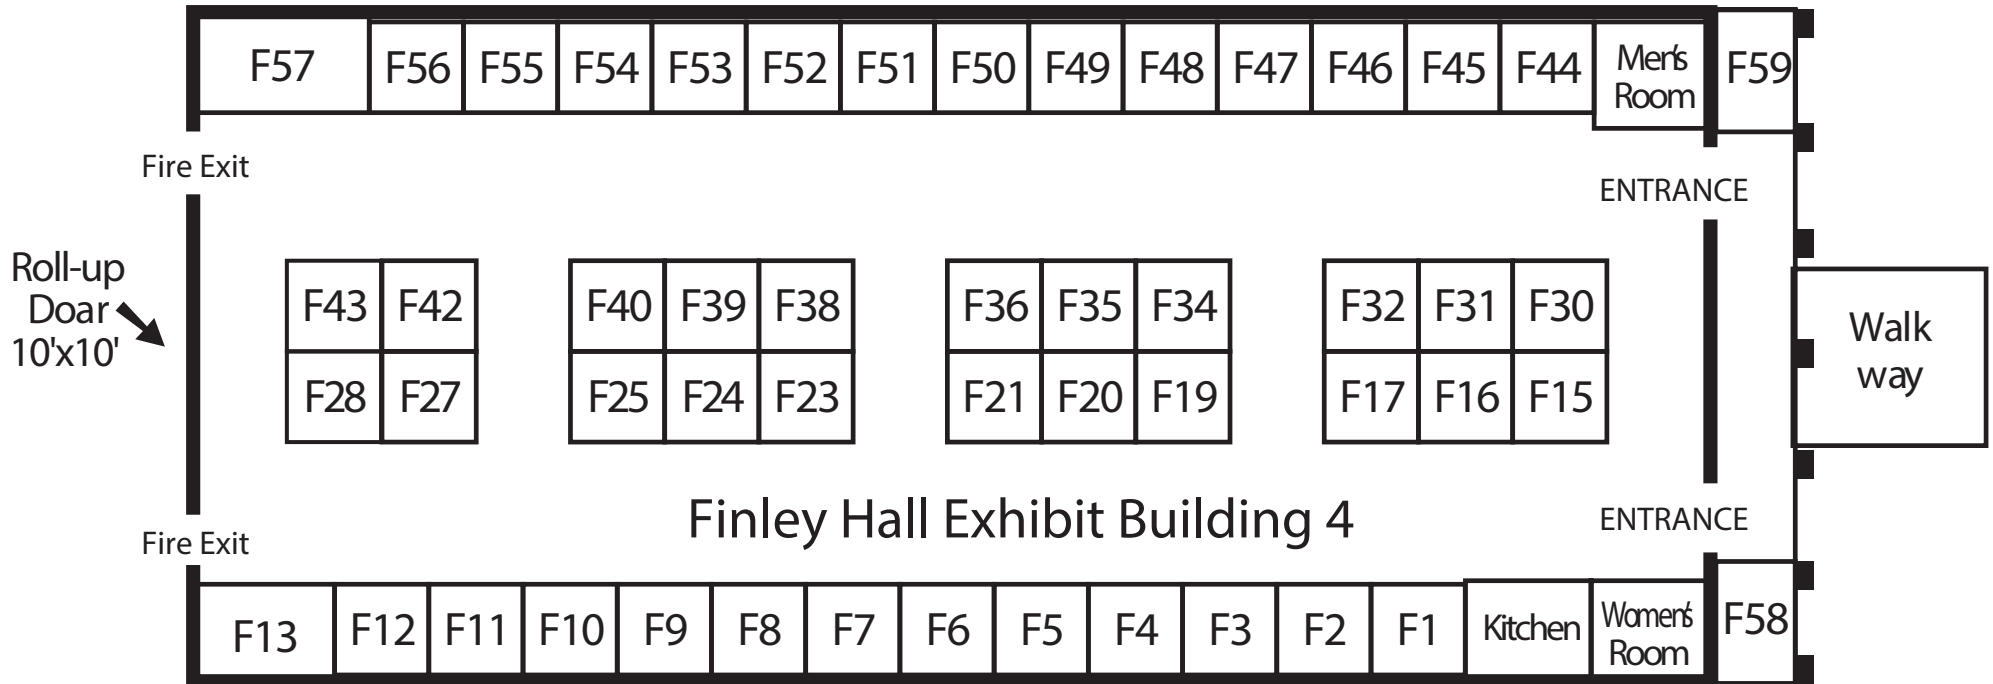 F57 F56 F55 F54 F53 F52 F51 F50 F49 F48 F47 F46 F45 F44 Men's
Room F59
Fire Exit
ENTRANCE
Roll-up
Doar
10'x10'
F43 F42 F40 F39 F38 F36 F35 F34 F32 F31 F30
Walk
way
F28 F27 F25 F24 F23 F21 F20 F19 F17 F16 F15
Finley Hall Exhibit Building 4
ENTRANCE
Fire Exit
F13 F12 F11 F10 F9 F8 F7 F6 F5 F4 F3 F2 F1 Kitchen Women's
Room F58